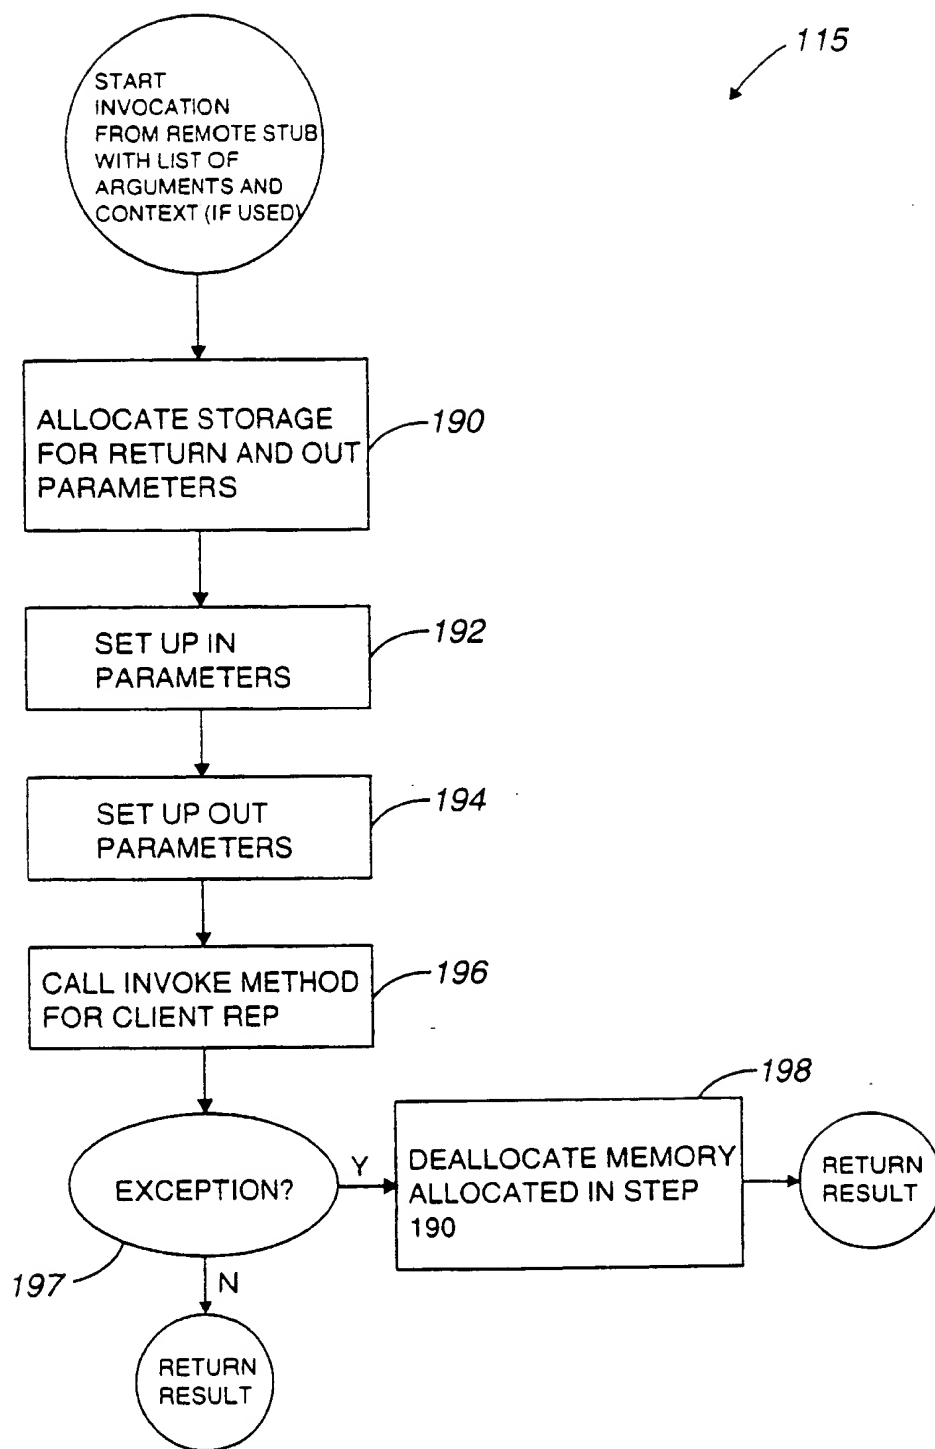 115
START
INVOCATION
FROM REMOTE STUB
WITH LIST OF
ARGUMENTS AND
CONTEXT (IF USED)
ALLOCATE STORAGE
FOR RETURN AND OUT
PARAMETERS
190
SET UP IN
PARAMETERS
192
SET UP OUT
PARAMETERS
194
CALL INVOKE METHOD
FOR CLIENT REP
196
EXCEPTION?
197
Y
N
198
DEALLOCATE MEMORY
ALLOCATED IN STEP
190
RETURN
RESULT
RETURN
RESULT